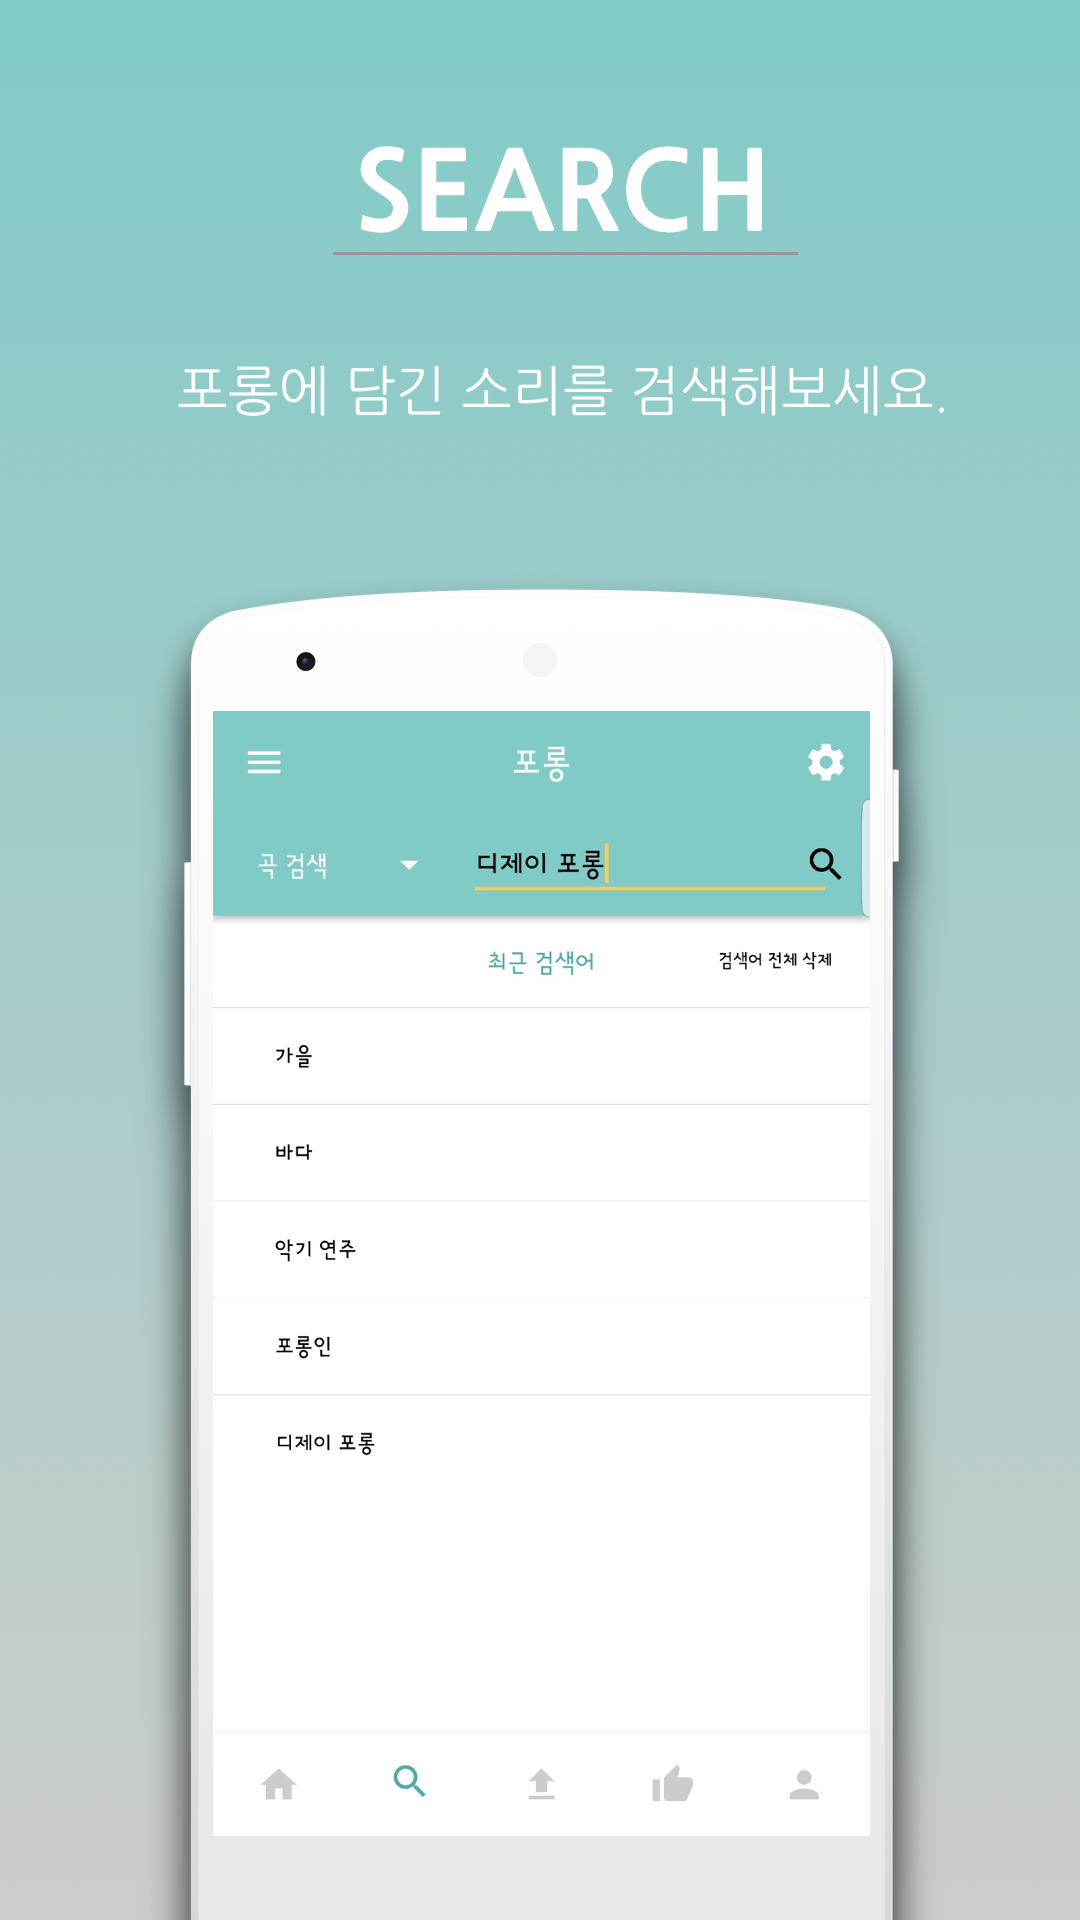 SEARCH
포롱에 담긴 소리를 검색해보세요.
포롱
곡 검색 디제이 포롱
최근 검색어 검색어 전체 삭제
가을
바다
악기 연주
포롱인
디제이 포롱